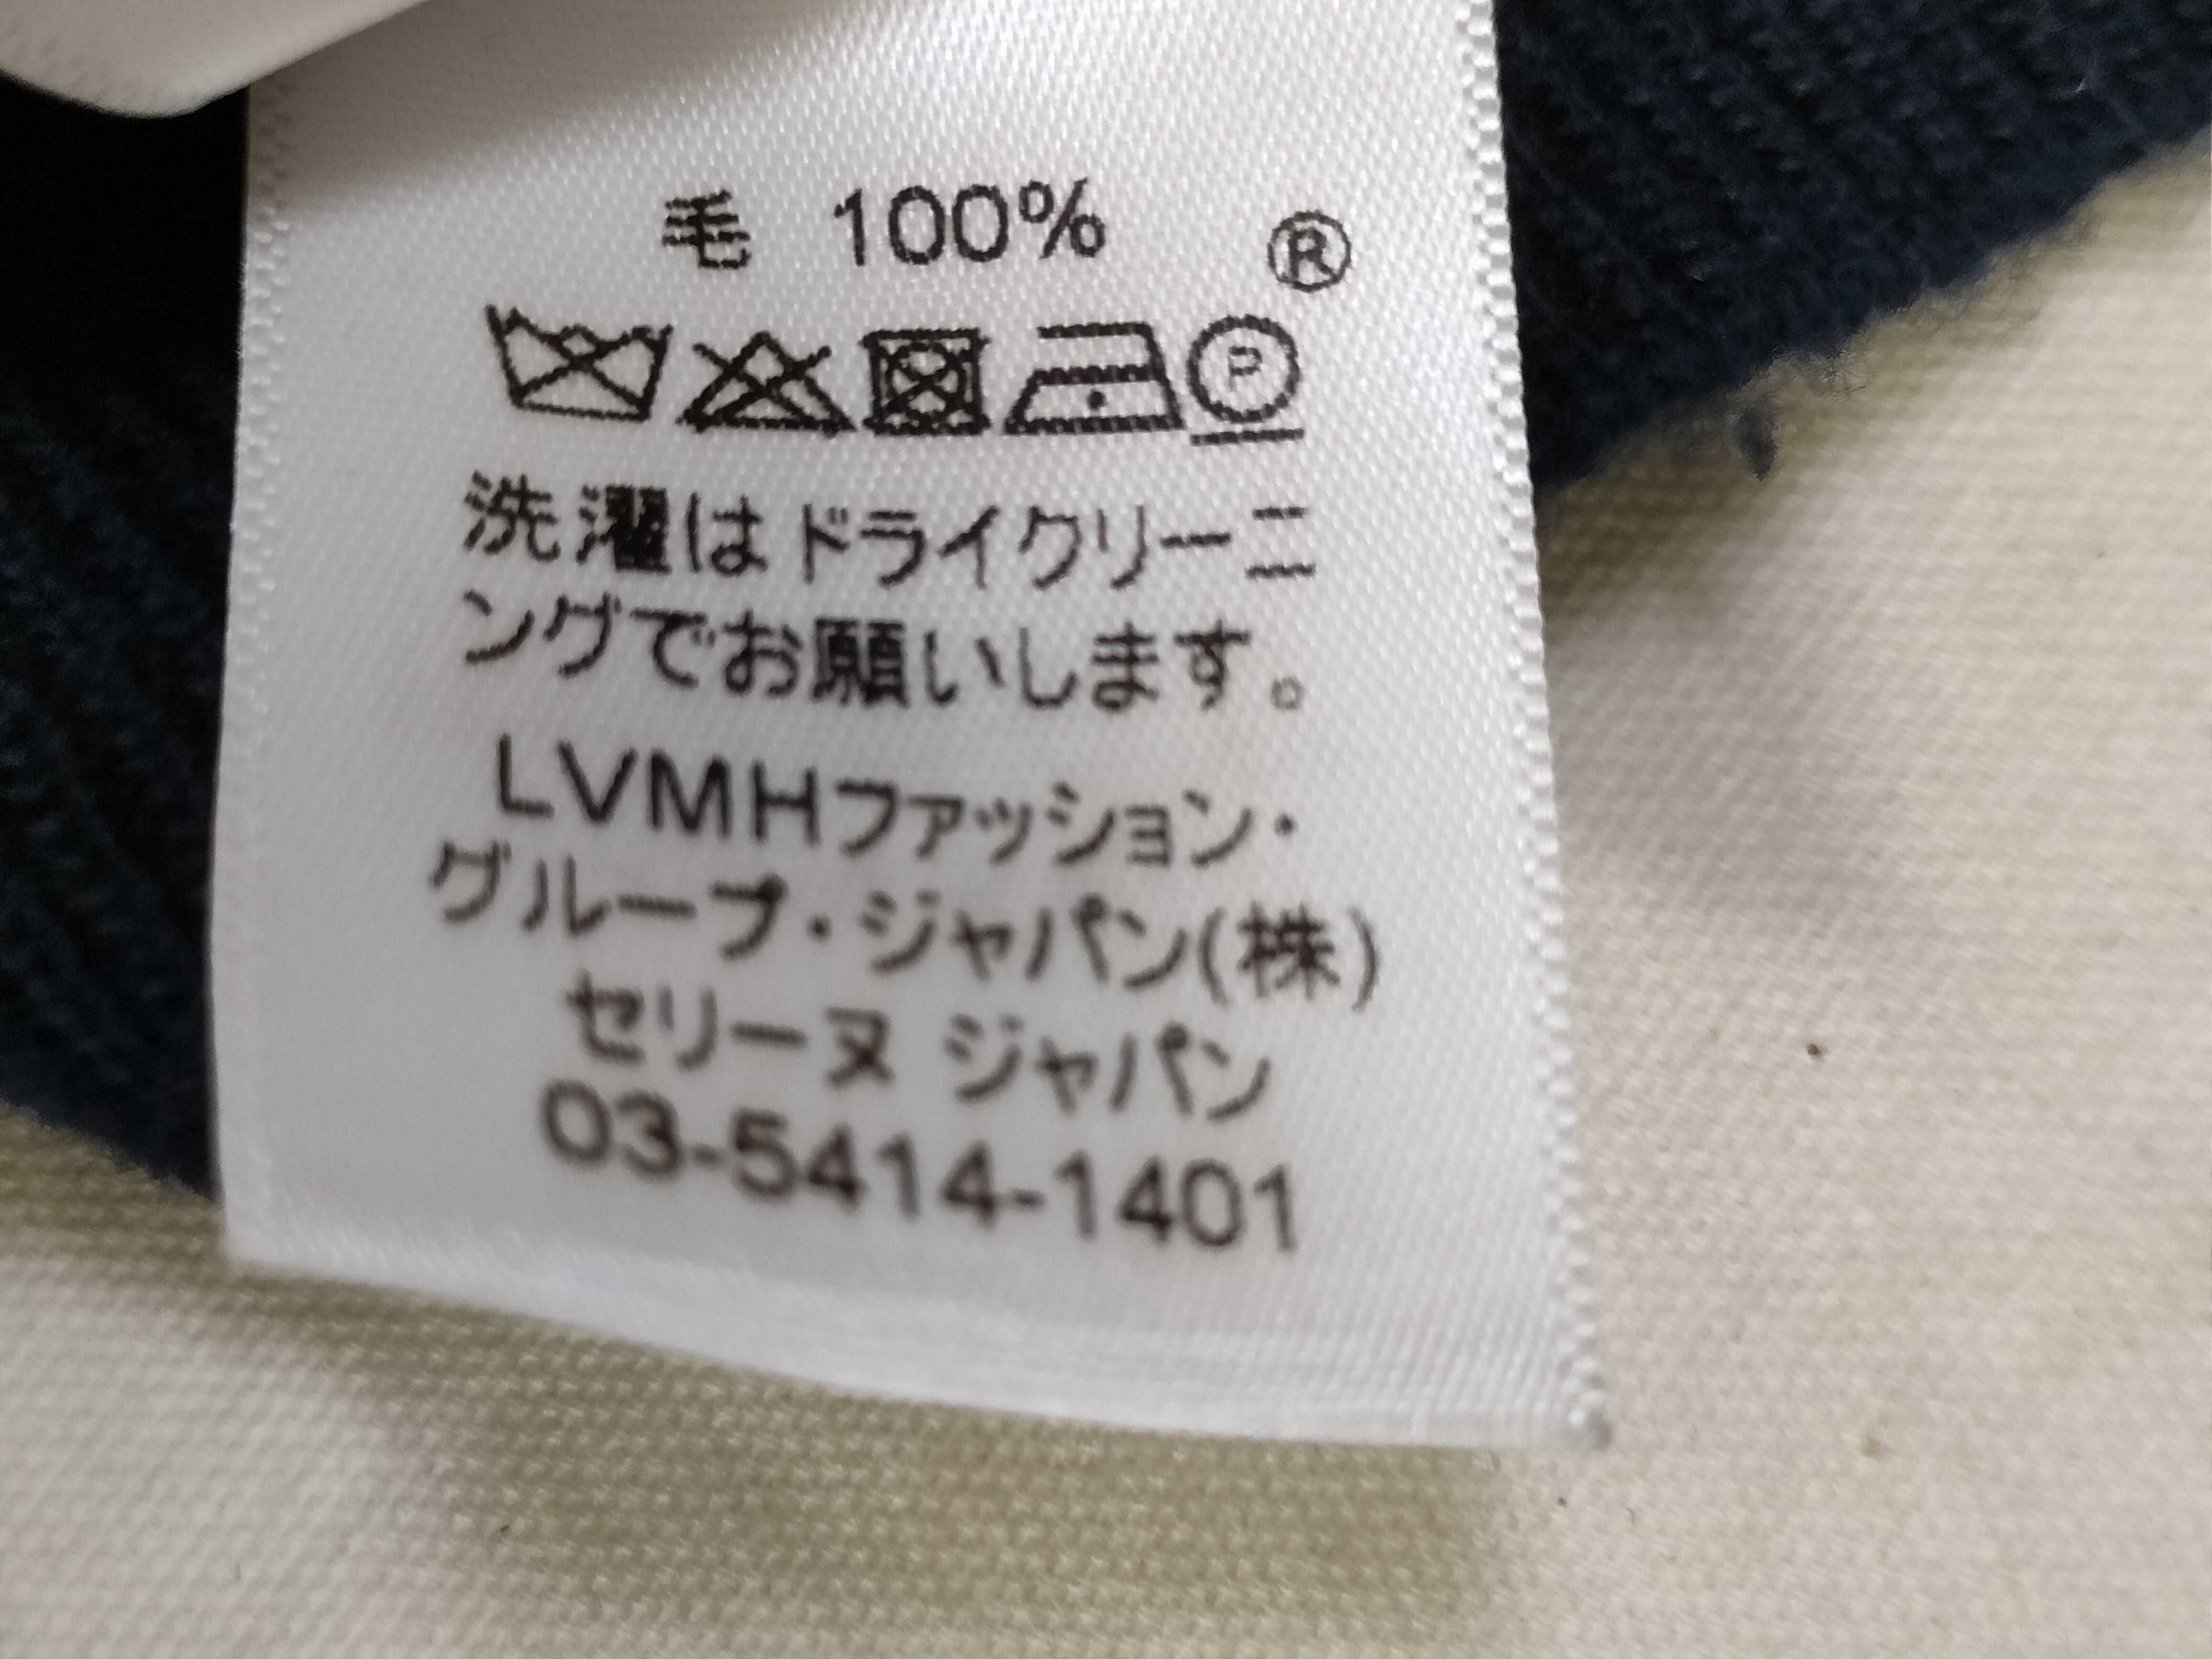 毛 100%
®
P
洗濯はドライクリーニ
ングでお願いします。
LVMHファッション・
グループ・ジャパン(株)
セリーヌ ジャパン
03-5414-1401